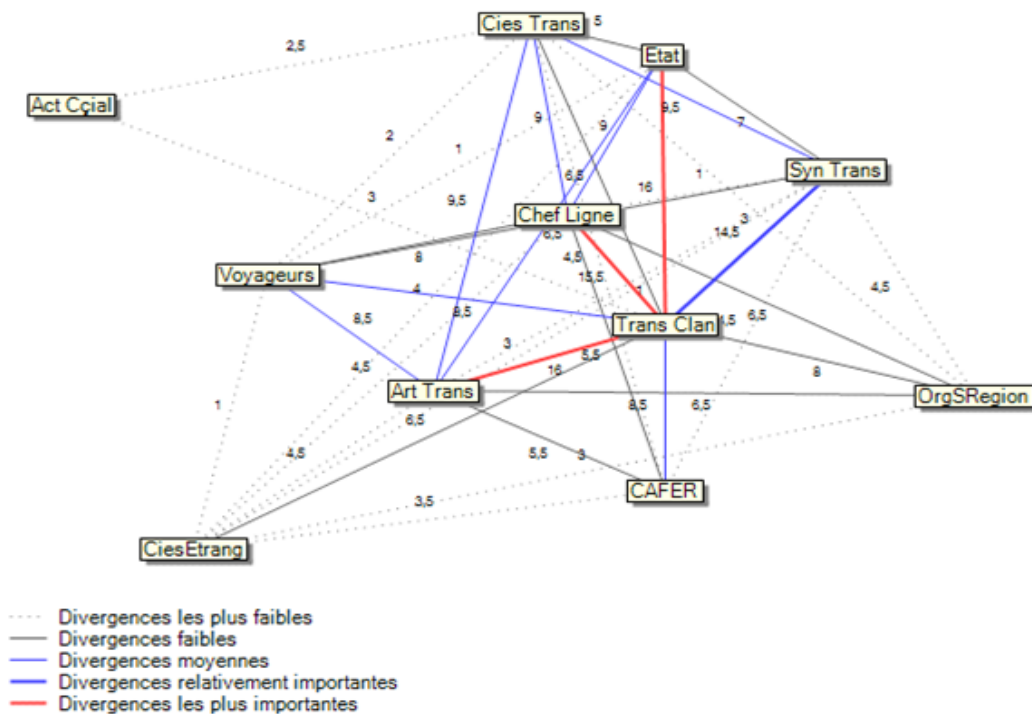 Cies Trans
5
Etat
2,5
Act Cçial
9,5
9
9
7
2
1
6,5
1
Syn Trans
16
3
9,5
Chef Ligne
3
14,5
6,5
8
4,5
Voyageurs
15,5
4,5
4
1
8,5
9,5
6,5
Trans Clan
4,5
3
5,5
4,5
16
8
Art Trans
OrgSRegion
1
6,5
8,5
6,5
4,5
5,5
3
CAFER
3,5
CiesEtrang
Divergences les plus faibles
Divergences faibles
Divergences moyennes
Divergences relativement importantes
Divergences les plus importantes